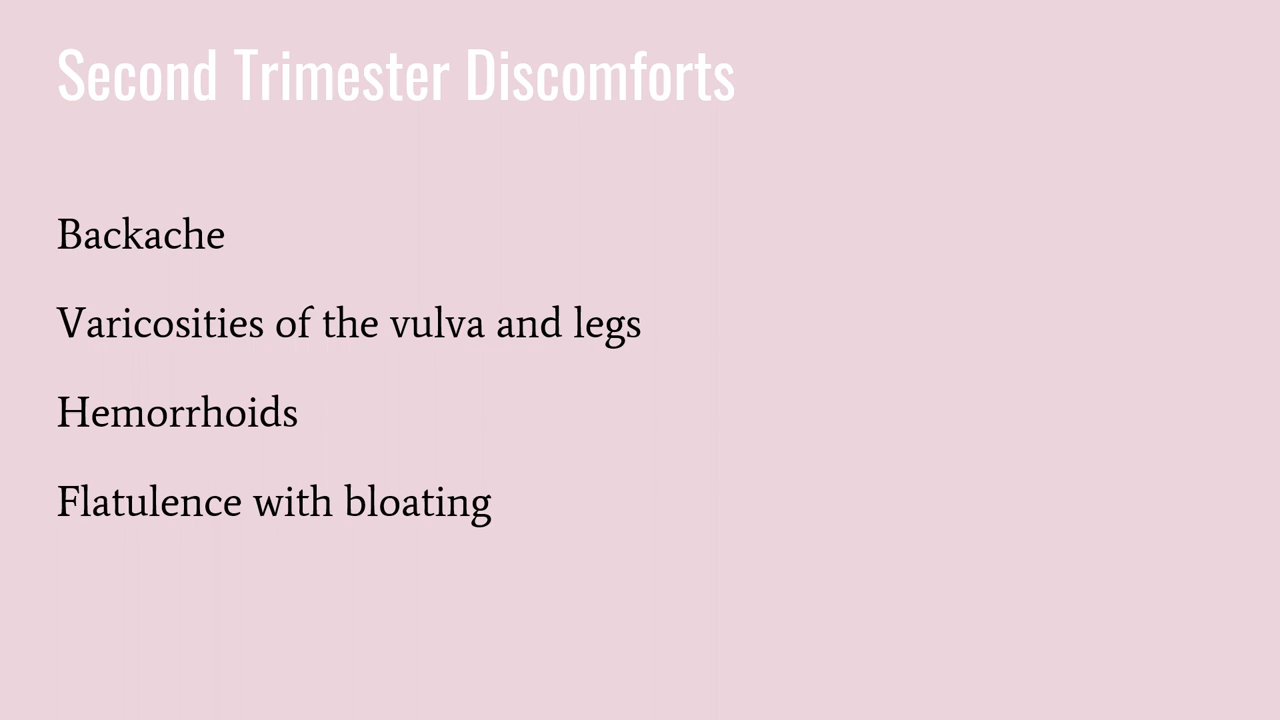 Second Trimester Discomforts
Backache
Varicosities of the vulva and legs
Hemorrhoids
Flatulence with bloating